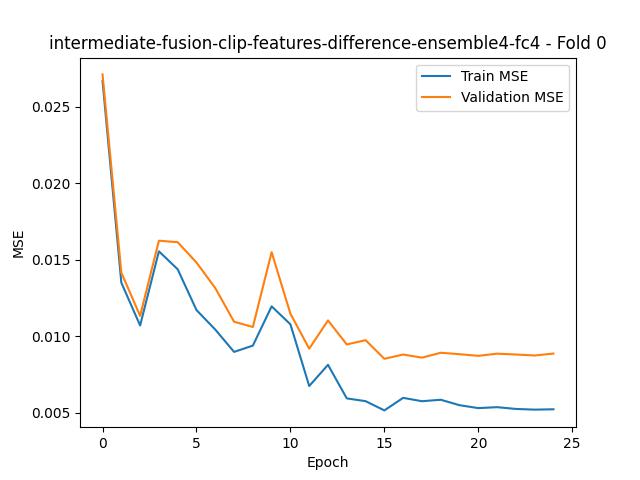 intermediate-fusion-clip-features-difference-ensemble4-fc4 - Fold 0
Train MSE
Validation MSE
0.025
0.020
0.015
0.010
0.005
MSE
0 5 10 15 20 25
Epoch